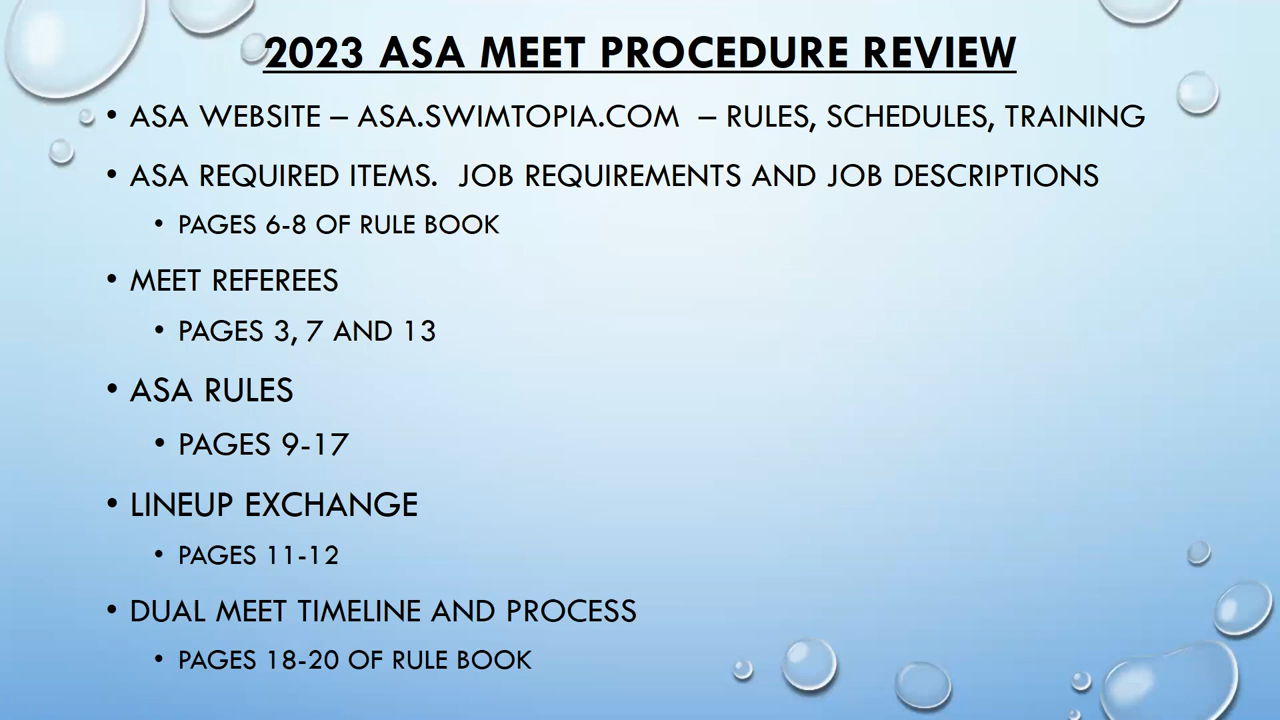 2023 ASA MEET PROCEDURE REVIEW
• ASA WEBSITE – ASA.SWIMTOPIA.COM – RULES, SCHEDULES, TRAINING
• ASA REQUIRED ITEMS. JOB REQUIREMENTS AND JOB DESCRIPTIONS
• PAGES 6-8 OF RULE BOOK
• MEET REFEREES
• PAGES 3, 7 AND 13
• ASA RULES
• PAGES 9-17
• LINEUP EXCHANGE
• PAGES 11-12
• DUAL MEET TIMELINE AND PROCESS
• PAGES 18-20 OF RULE BOOK